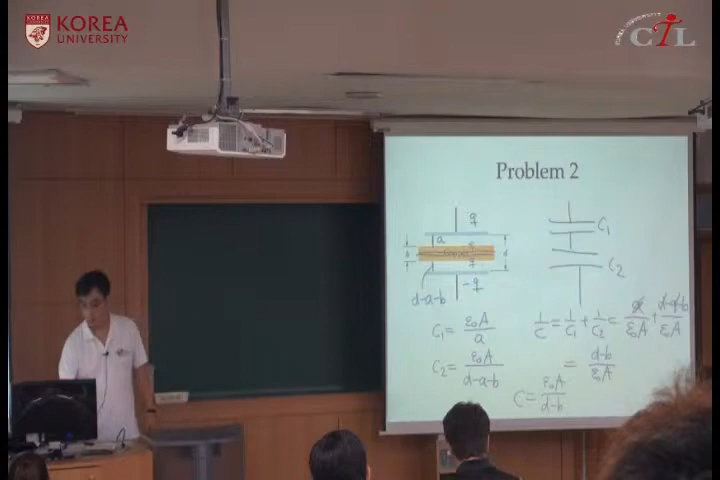 KOREA
UNIVERSITY
CTL
Problem 2
q
a
b
d
-q
d-a-b
C₁
C₂
C₁ = ε₀A/a
C₂ = ε₀A/(d-a-b)
1/C = 1/C₁ + 1/C₂ = a/ε₀A + (d-a-b)/ε₀A
= (d-b)/ε₀A
C = ε₀A/(d-b)